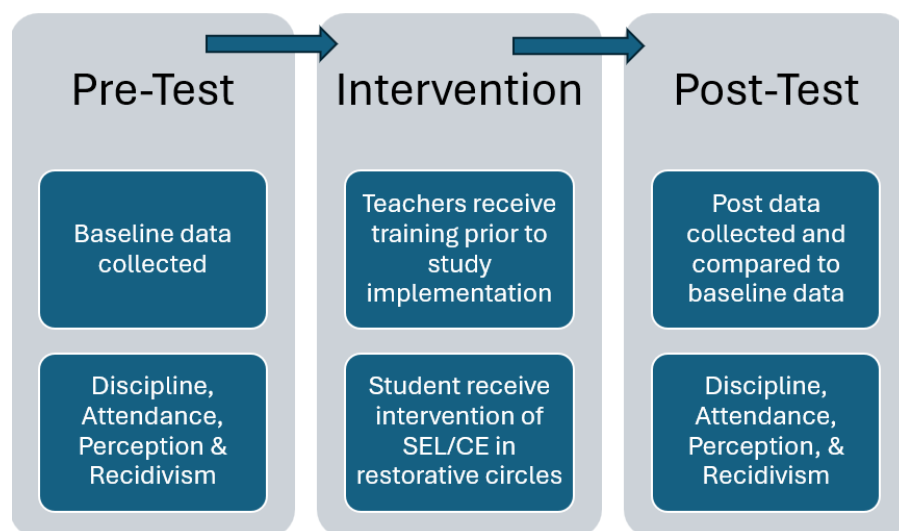 Pre-Test
Baseline data
collected
Discipline,
Attendance,
Perception &
Recidivism
Intervention
Teachers receive
training prior to
study
implementation
Student receive
intervention of
SEL/CE in
restorative circles
Post-Test
Post data
collected and
compared to
baseline data
Discipline,
Attendance,
Perception, &
Recidivism